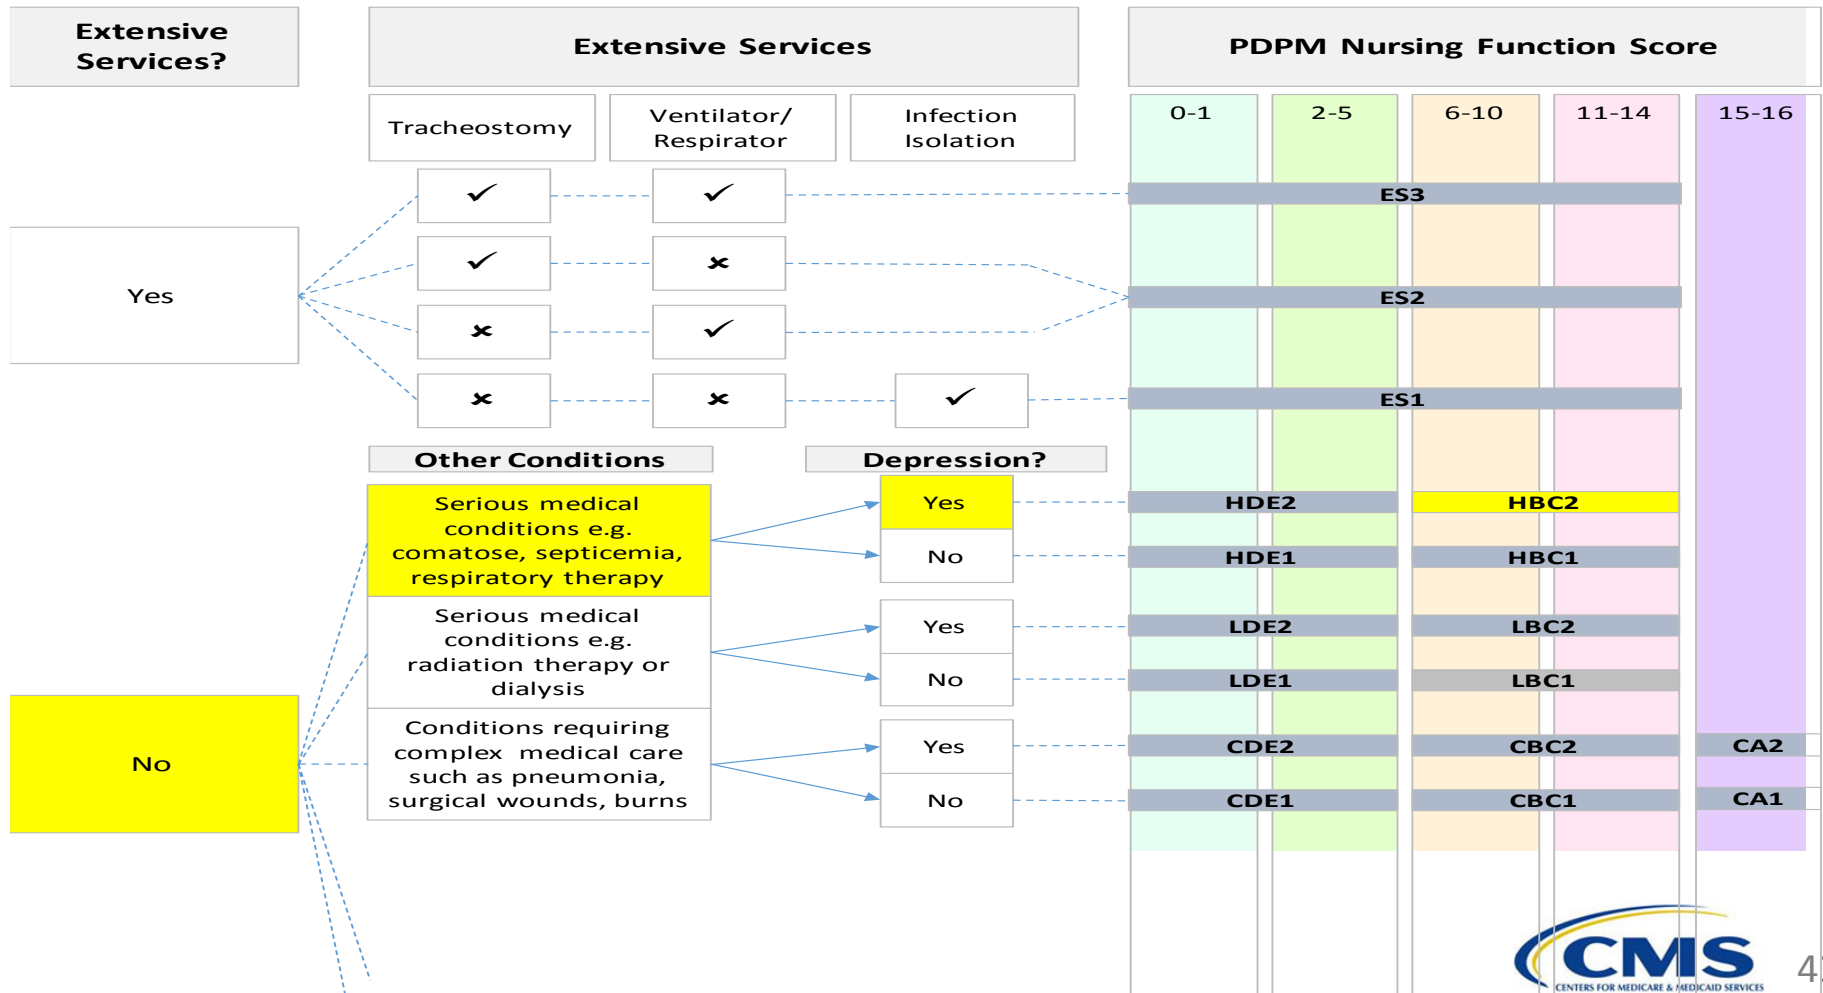 Extensive
Services?
Extensive Services
PDPM Nursing Function Score
Tracheostomy
Ventilator/
Respirator
Infection
Isolation
0-1
2-5
6-10
11-14
15-16
✓
✓
ES3
Yes
✓
×
ES2
×
✓
×
×
✓
ES1
Other Conditions
Depression?
Serious medical
conditions e.g.
comatose, septicemia,
respiratory therapy
Yes
HDE2
HBC2
No
HDE1
HBC1
Serious medical
conditions e.g.
radiation therapy or
dialysis
Yes
LDE2
LBC2
No
LDE1
LBC1
No
Conditions requiring
complex medical care
such as pneumonia,
surgical wounds, burns
Yes
CDE2
CBC2
CA2
No
CDE1
CBC1
CA1
CMS
CENTERS FOR MEDICARE & MEDICAID SERVICES